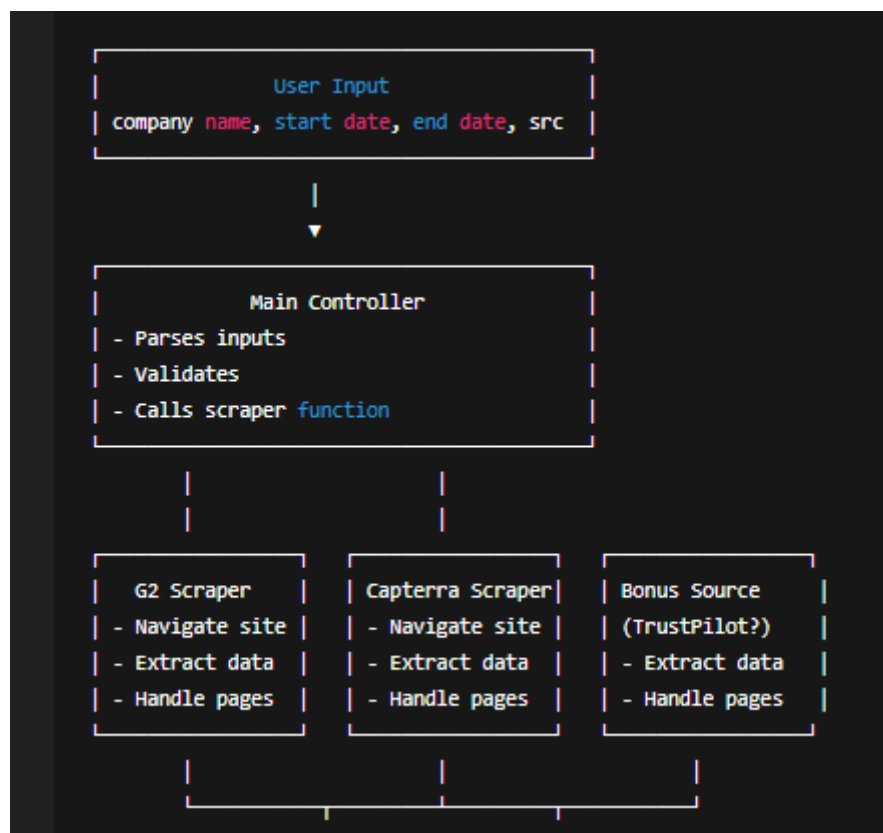 User Input
company name, start date, end date, src
Main Controller
- Parses inputs
- Validates
- Calls scraper function
G2 Scraper
- Navigate site
- Extract data
- Handle pages
Capterra Scraper
- Navigate site
- Extract data
- Handle pages
Bonus Source
(TrustPilot?)
- Extract data
- Handle pages